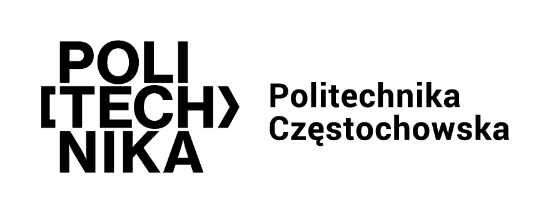 POLI
[TECH>
NIKA
Politechnika
Częstochowska